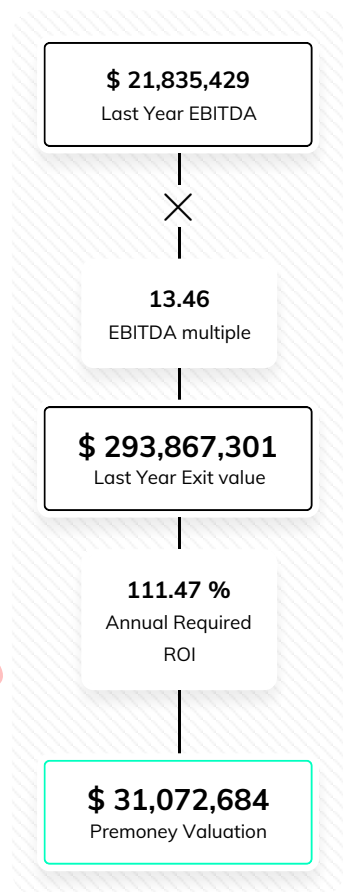 $ 21,835,429
Last Year EBITDA
13.46
EBITDA multiple
$ 293,867,301
Last Year Exit value
111.47 %
Annual Required
ROI
$ 31,072,684
Premoney Valuation